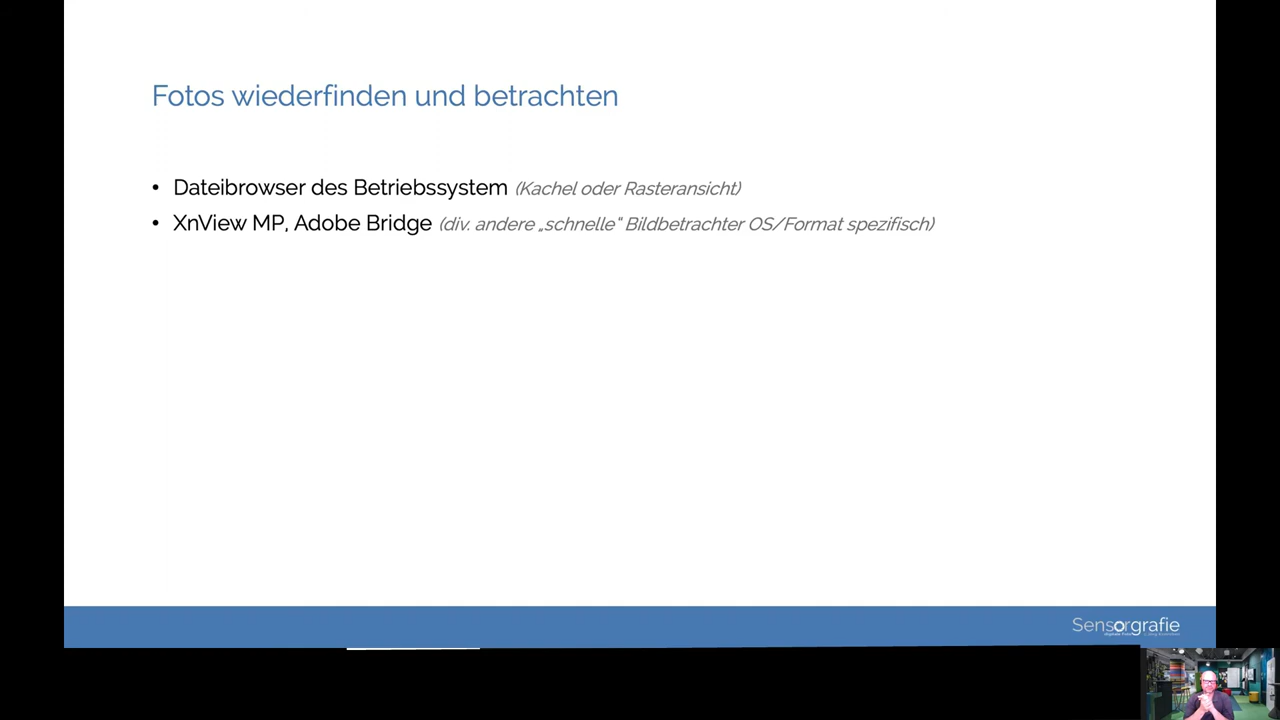 Fotos wiederfinden und betrachten
• Dateibrowser des Betriebssystem (Kachel oder Rasteransicht)
• XnView MP, Adobe Bridge (div. andere „schnelle" Bildbetrachter OS/Format spezifisch)
Sensorgrafie